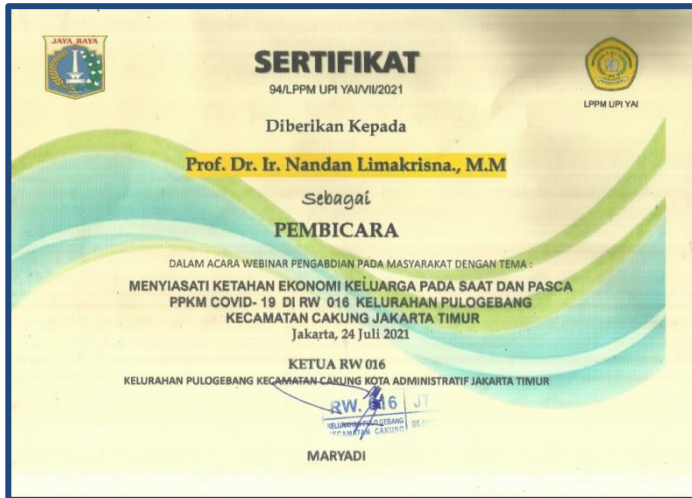 JAYA RAYA
SERTIFIKAT
94/LPPM UPI YAI/VII/2021
LPPM UPI YAI
Diberikan Kepada
Prof. Dr. Ir. Nandan Limakrisna., M.M
Sebagai
PEMBICARA
DALAM ACARA WEBINAR PENGABDIAN PADA MASYARAKAT DENGAN TEMA :
MENYIASATI KETAHAN EKONOMI KELUARGA PADA SAAT DAN PASCA
PPKM COVID- 19 DI RW 016 KELURAHAN PULOGEBANG
KECAMATAN CAKUNG JAKARTA TIMUR
Jakarta, 24 Juli 2021
KETUA RW 016
KELURAHAN PULOGEBANG KECAMATAN CAKUNG KOTA ADMINISTRATIF JAKARTA TIMUR
RW. 016
KELURAHAN PULO GEBANG
KECAMATAN CAKUNG
MARYADI